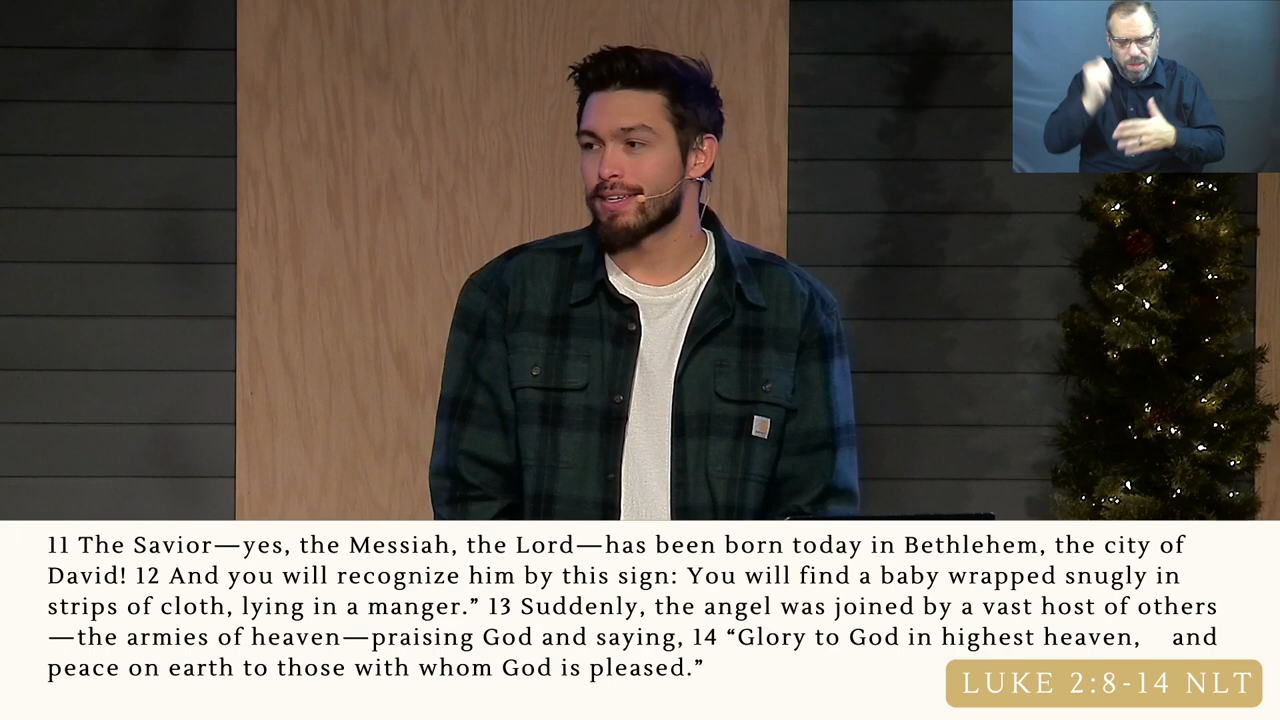 11 The Savior—yes, the Messiah, the Lord—has been born today in Bethlehem, the city of
David! 12 And you will recognize him by this sign: You will find a baby wrapped snugly in
strips of cloth, lying in a manger.” 13 Suddenly, the angel was joined by a vast host of others
—the armies of heaven—praising God and saying, 14 “Glory to God in highest heaven, and
peace on earth to those with whom God is pleased.”
LUKE 2:8-14 NLT